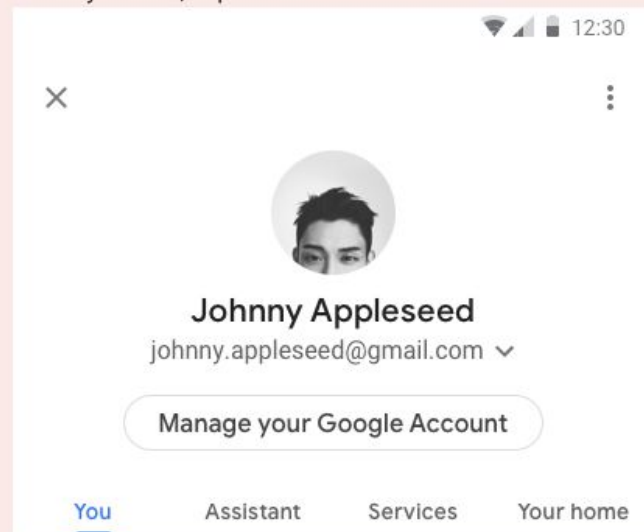 12:30
Johnny Appleseed
johnny.appleseed@gmail.com
Manage your Google Account
You Assistant Services Your home